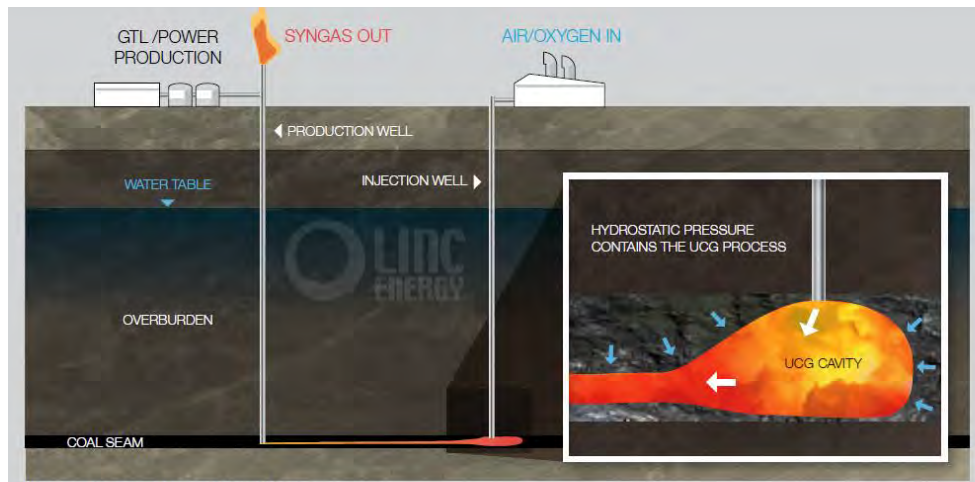 GTL /POWER
PRODUCTION
SYNGAS OUT
AIR/OXYGEN IN
PRODUCTION WELL
INJECTION WELL
WATER TABLE
HYDROSTATIC PRESSURE
CONTAINS THE UCG PROCESS
LINC
ENERGY
OVERBURDEN
UCG CAVITY
COAL SEAM